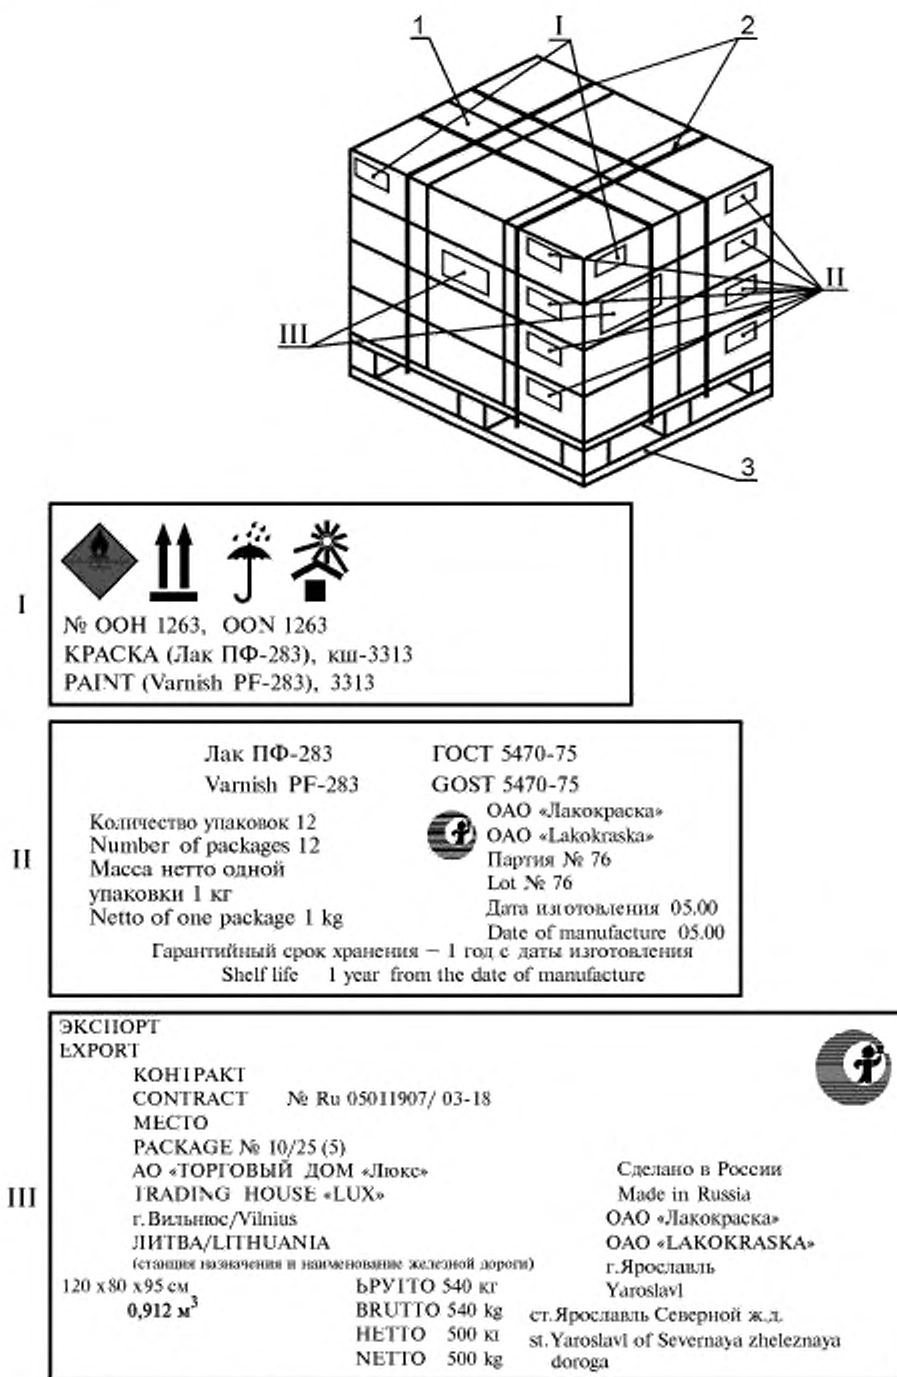 1
I
2
II
III
3
I
№ ООН 1263, OON 1263
КРАСКА (Лак ПФ-283), кш-3313
PAINT (Varnish PF-283), 3313
II
Лак ПФ-283 ГОСТ 5470-75
Varnish PF-283 GOST 5470-75
Количество упаковок 12
Number of packages 12
Масса нетто одной
упаковки 1 кг
Netto of one package 1 kg
ОАО «Лакокраска»
ОАО «Lakokraska»
Партия № 76
Lot № 76
Дата изготовления 05.00
Date of manufacture 05.00
Гарантийный срок хранения – 1 год с даты изготовления
Shelf life 1 year from the date of manufacture
III
ЭКСПОРТ
EXPORT
КОНТРАКТ
CONTRACT № Ru 05011907/ 03-18
МЕСТО
PACKAGE № 10/25 (5)
АО «ТОРГОВЫЙ ДОМ «Люкс»
TRADING HOUSE «LUX»
г. Вильнюс/Vilnius
ЛИТВА/LITHUANIA
(станция назначения и наименование железной дороги)
120 x 80 x 95 см
0,912 м³
БРУТТО 540 кг
BRUTTO 540 kg
НЕТТО 500 кг
NETTO 500 kg
Сделано в России
Made in Russia
ОАО «Лакокраска»
ОАО «LAKOKRASKA»
г. Ярославль
Yaroslavl
ст. Ярославль Северной ж.д.
st. Yaroslavl of Severnaya zheleznaya
doroga